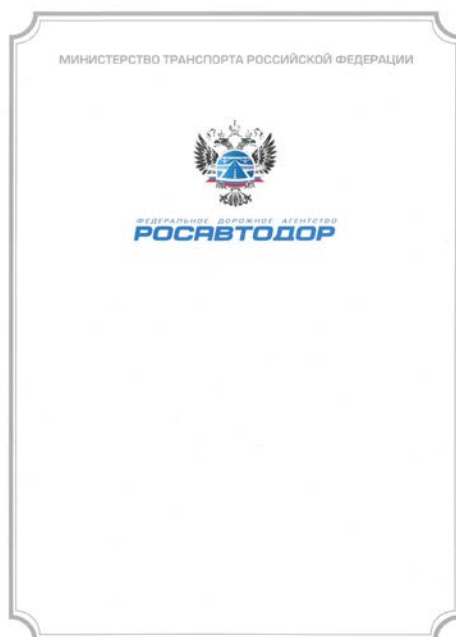 МИНИСТЕРСТВО ТРАНСПОРТА РОССИЙСКОЙ ФЕДЕРАЦИИ
ФЕДЕРАЛЬНОЕ ДОРОЖНОЕ АГЕНТСТВО
РОСАВТОДОР